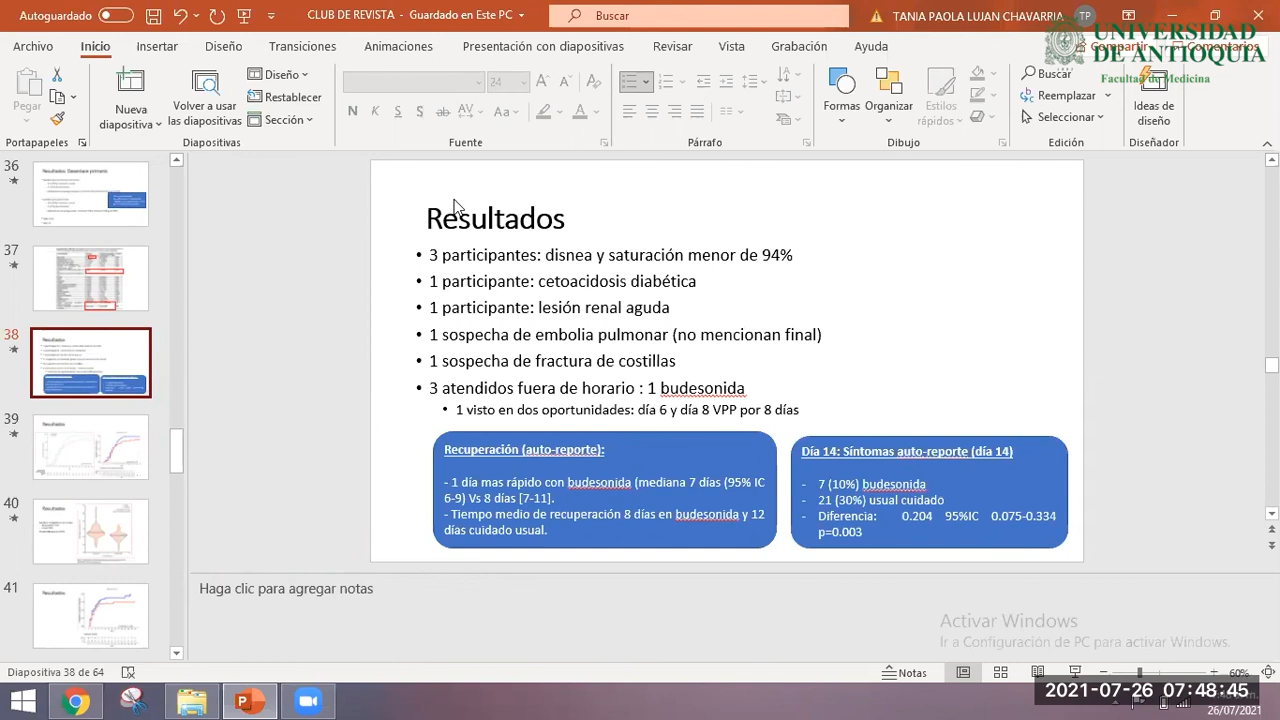 Autoguardado
CLUB DE REVISTA - Guardado en Este PC
Buscar
TANIA PAOLA LUJAN CHAVARRIA
TP
UNIVERSIDAD
DE ANTIOQUIA
Facultad de Medicina
Archivo Inicio Insertar Diseño Transiciones Animaciones Presentación con diapositivas Revisar Vista Grabación Ayuda
Compartir
Comentarios
Pegar
Nueva
diapositiva
Volver a usar
las diapositivas
Diseño
Restablecer
Sección
24
N K S S ab AV Aa A
Formas
Organizar
Estilos
rápidos
Buscar
Reemplazar
Seleccionar
Ideas de
diseño
Portapapeles
Diapositivas
Fuente
Párrafo
Dibujo
Edición
Diseñador
36
37
38
39
40
41
Resultados
• 3 participantes: disnea y saturación menor de 94%
• 1 participante: cetoacidosis diabética
• 1 participante: lesión renal aguda
• 1 sospecha de embolia pulmonar (no mencionan final)
• 1 sospecha de fractura de costillas
• 3 atendidos fuera de horario : 1 budesonida
• 1 visto en dos oportunidades: día 6 y día 8 VPP por 8 días
Recuperación (auto-reporte):
- 1 día mas rápido con budesonida (mediana 7 días (95% IC
6-9) Vs 8 días [7-11].
- Tiempo medio de recuperación 8 días en budesonida y 12
días cuidado usual.
Día 14: Síntomas auto-reporte (día 14)
- 7 (10%) budesonida
- 21 (30%) usual cuidado
- Diferencia: 0.204 95%IC 0.075-0.334
p=0.003
Haga clic para agregar notas
Activar Windows
Ir a Configuración de PC para activar Windows.
Diapositiva 38 de 64
Notas
60%
2021-07-26 07:48:45
26/07/2021